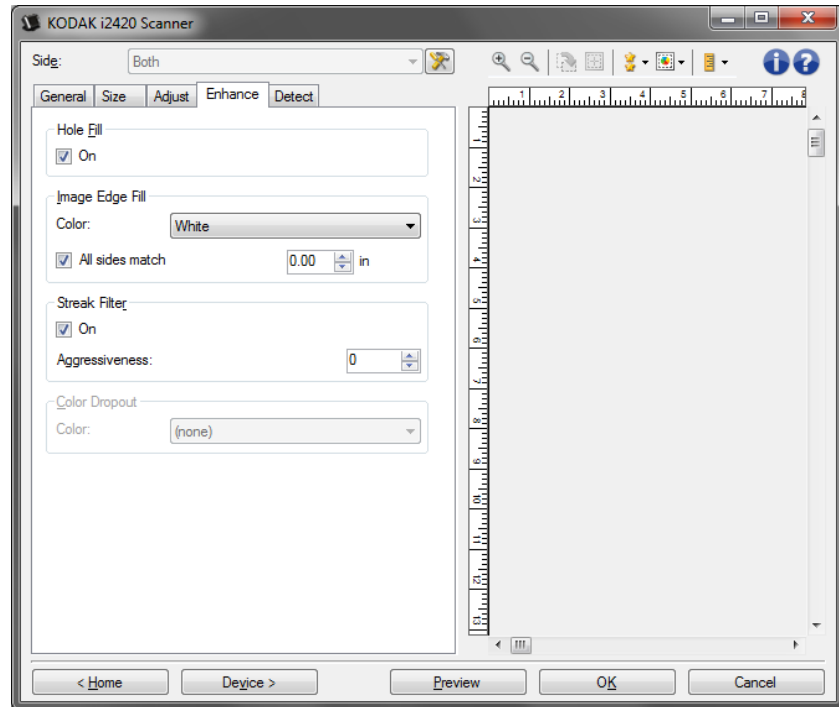 KODAK i2420 Scanner
Side: Both
General Size Adjust Enhance Detect
Hole Fill
On
Image Edge Fill
Color: White
All sides match 0.00 in
Streak Filter
On
Aggressiveness: 0
Color Dropout
Color: (none)
1 2 3 4 5 6 7 8
1
2
3
4
5
6
7
8
9
10
11
12
13
< Home Device > Preview OK Cancel